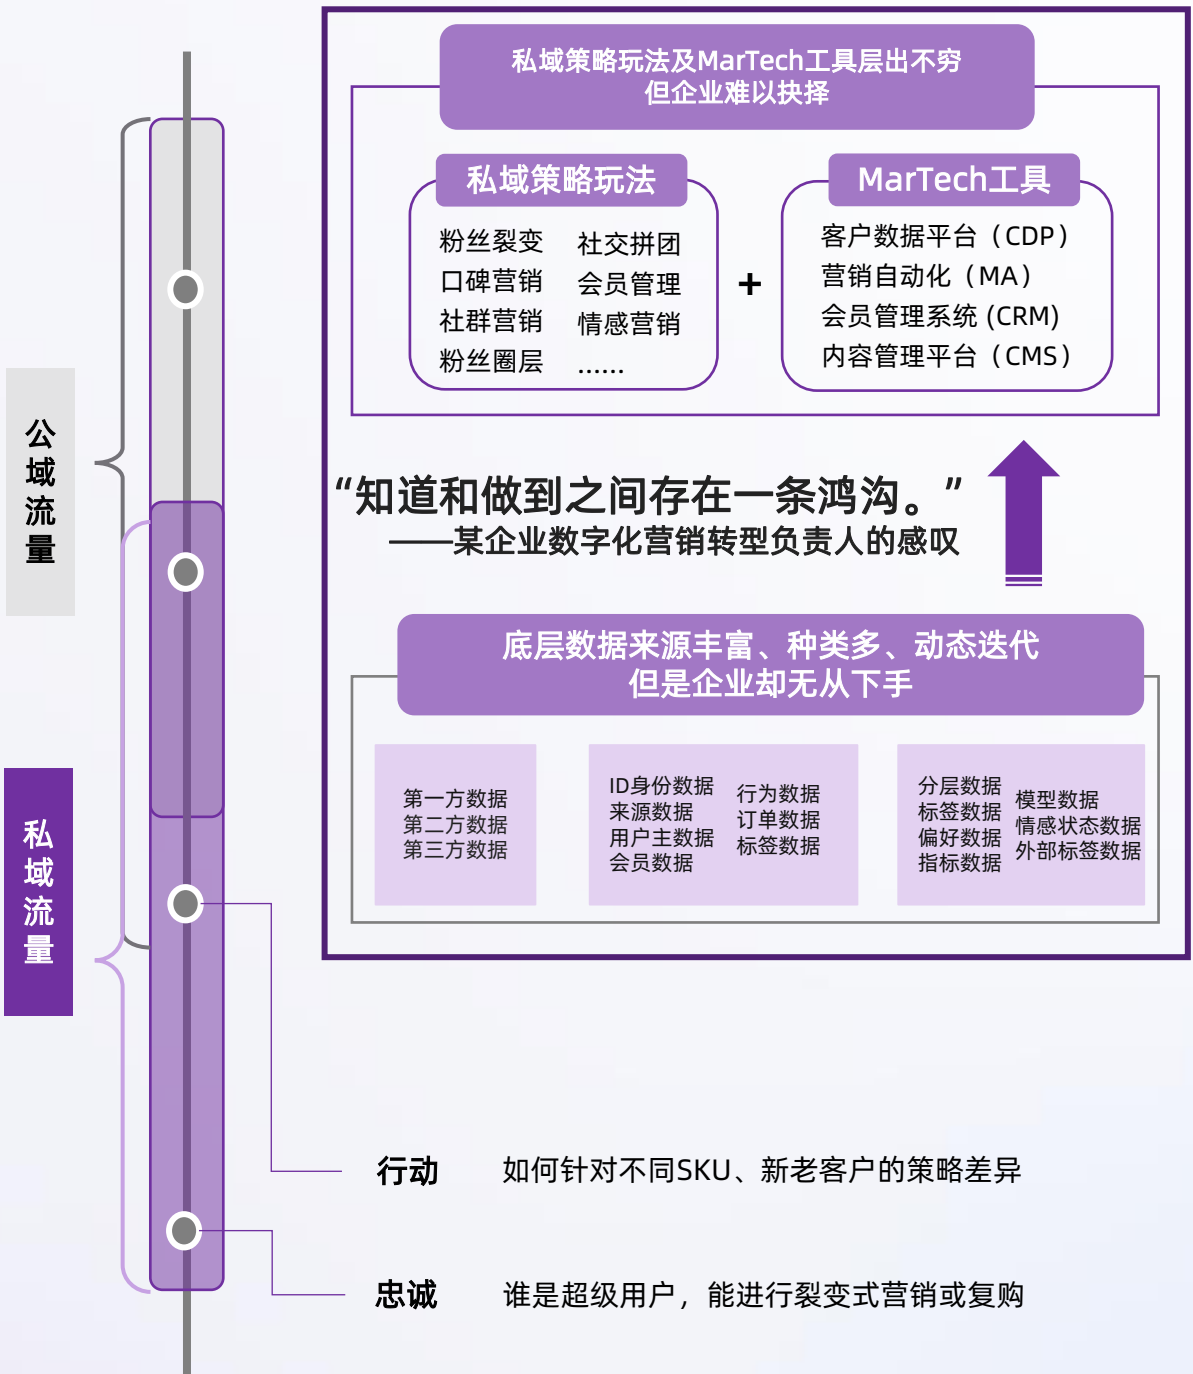 私域策略玩法及MarTech工具层出不穷
但企业难以抉择
私域策略玩法
粉丝裂变
口碑营销
社群营销
粉丝圈层
社交拼团
会员管理
情感营销
......
+
MarTech工具
客户数据平台（CDP）
营销自动化（MA）
会员管理系统 (CRM)
内容管理平台（CMS）
公域流量
“知道和做到之间存在一条鸿沟。”
——某企业数字化营销转型负责人的感叹
底层数据来源丰富、种类多、动态迭代
但是企业却无从下手
第一方数据
第二方数据
第三方数据
ID身份数据
来源数据
用户主数据
会员数据
行为数据
订单数据
标签数据
分层数据
标签数据
偏好数据
指标数据
模型数据
情感状态数据
外部标签数据
私域流量
行动
如何针对不同SKU、新老客户的策略差异
忠诚
谁是超级用户，能进行裂变式营销或复购